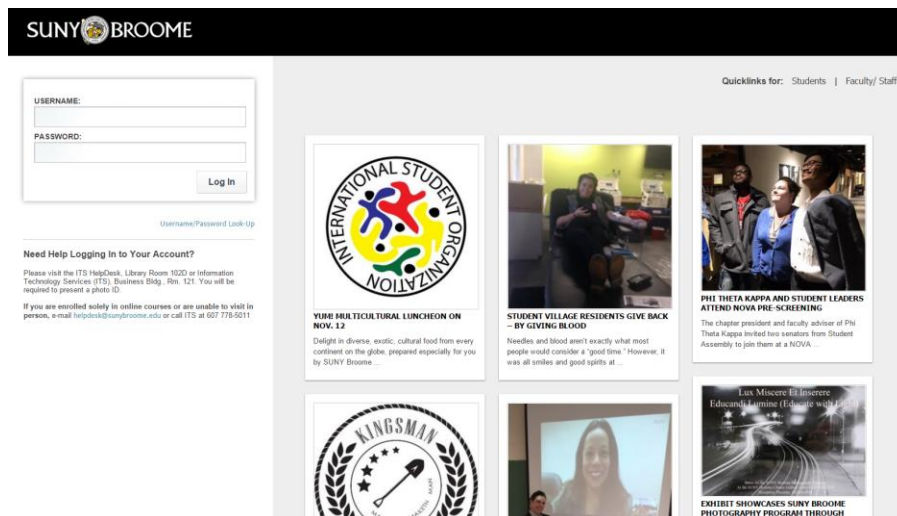 SUNY BROOME
Quicklinks for: Students | Faculty/ Staff
USERNAME:
PASSWORD:
Log In
Username/Password Look-Up
Need Help Logging In to Your Account?
Please visit the ITS HelpDesk, Library Room 102D or Information
Technology Services (ITS), Business Bldg., Rm. 121. You will be
required to present a photo ID.
If you are enrolled solely in online courses or are unable to visit in
person, e-mail helpdesk@sunybroome.edu or call ITS at 607 778-5011
INTERNATIONAL STUDENT
ORGANIZATION
YUM! MULTICULTURAL LUNCHEON ON
NOV. 12
Delight in diverse, exotic, cultural food from every
continent on the globe, prepared especially for you
by SUNY Broome ...
STUDENT VILLAGE RESIDENTS GIVE BACK
– BY GIVING BLOOD
Needles and blood aren't exactly what most
people would consider a “good time.” However, it
was all smiles and good spirits at ...
PHI THETA KAPPA AND STUDENT LEADERS
ATTEND NOVA PRE-SCREENING
The chapter president and faculty adviser of Phi
Theta Kappa invited two senators from Student
Assembly to join them at a NOVA ...
KINGSMAN
Lux Miscere Et Inserere
Educandi Lumine (Educate with Light)
EXHIBIT SHOWCASES SUNY BROOME
PHOTOGRAPHY PROGRAM THROUGH